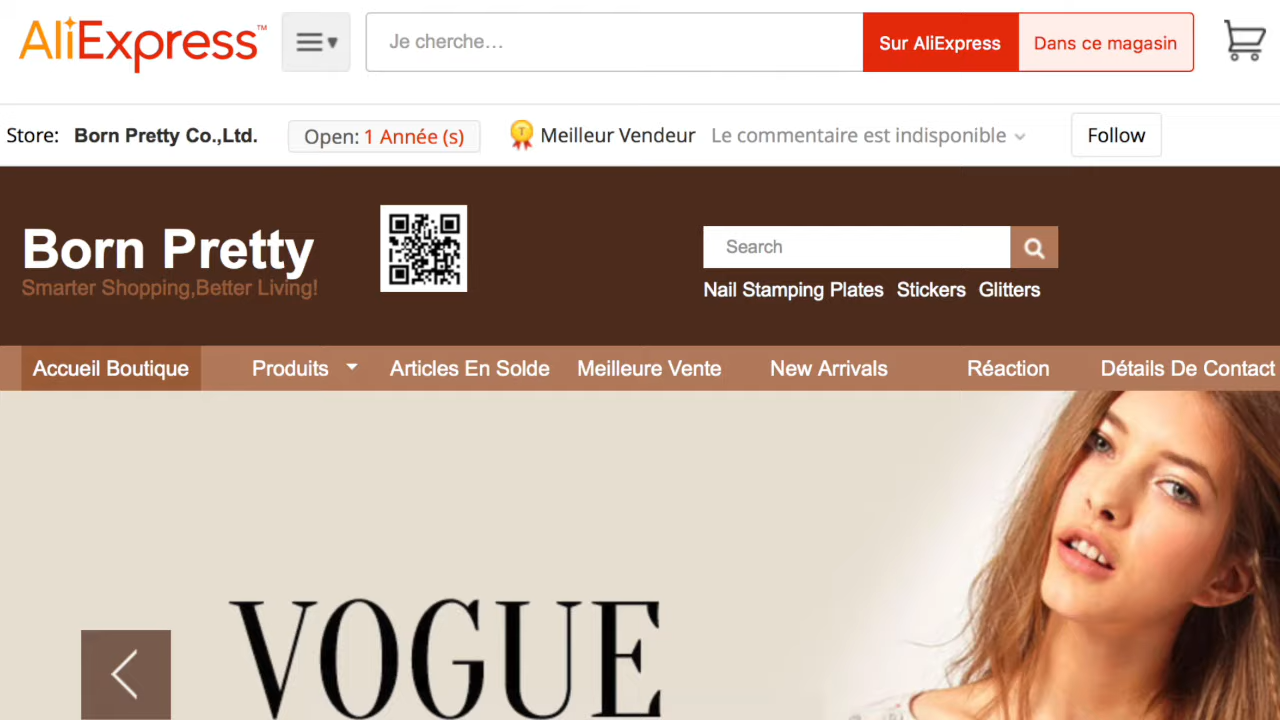 AliExpress™
Je cherche…
Sur AliExpress
Dans ce magasin
Store: Born Pretty Co.,Ltd.
Open: 1 Année (s)
T
Meilleur Vendeur
Le commentaire est indisponible
Follow
Born Pretty
Smarter Shopping,Better Living!
Search
Nail Stamping Plates Stickers Glitters
Accueil Boutique
Produits
Articles En Solde
Meilleure Vente
New Arrivals
Réaction
Détails De Contact
VOGUE